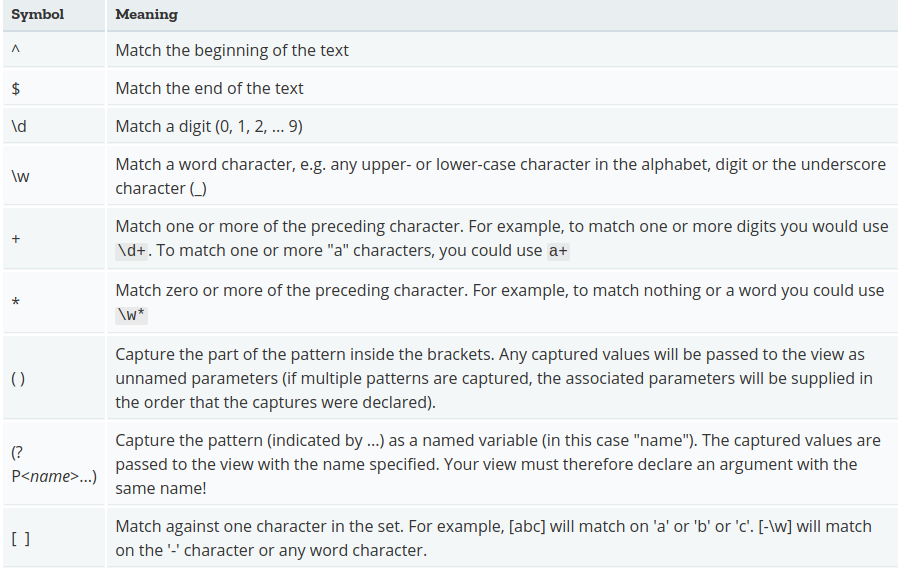 Symbol Meaning
^ Match the beginning of the text
$ Match the end of the text
\d Match a digit (0, 1, 2, ... 9)
\w Match a word character, e.g. any upper- or lower-case character in the alphabet, digit or the underscore
character (_)
+ Match one or more of the preceding character. For example, to match one or more digits you would use
\d+. To match one or more "a" characters, you could use a+
* Match zero or more of the preceding character. For example, to match nothing or a word you could use
\w*
( ) Capture the part of the pattern inside the brackets. Any captured values will be passed to the view as
unnamed parameters (if multiple patterns are captured, the associated parameters will be supplied in
the order that the captures were declared).
(?
P<name>...)
Capture the pattern (indicated by ...) as a named variable (in this case "name"). The captured values are
passed to the view with the name specified. Your view must therefore declare an argument with the
same name!
[ ] Match against one character in the set. For example, [abc] will match on 'a' or 'b' or 'c'. [-\w] will match
on the '-' character or any word character.